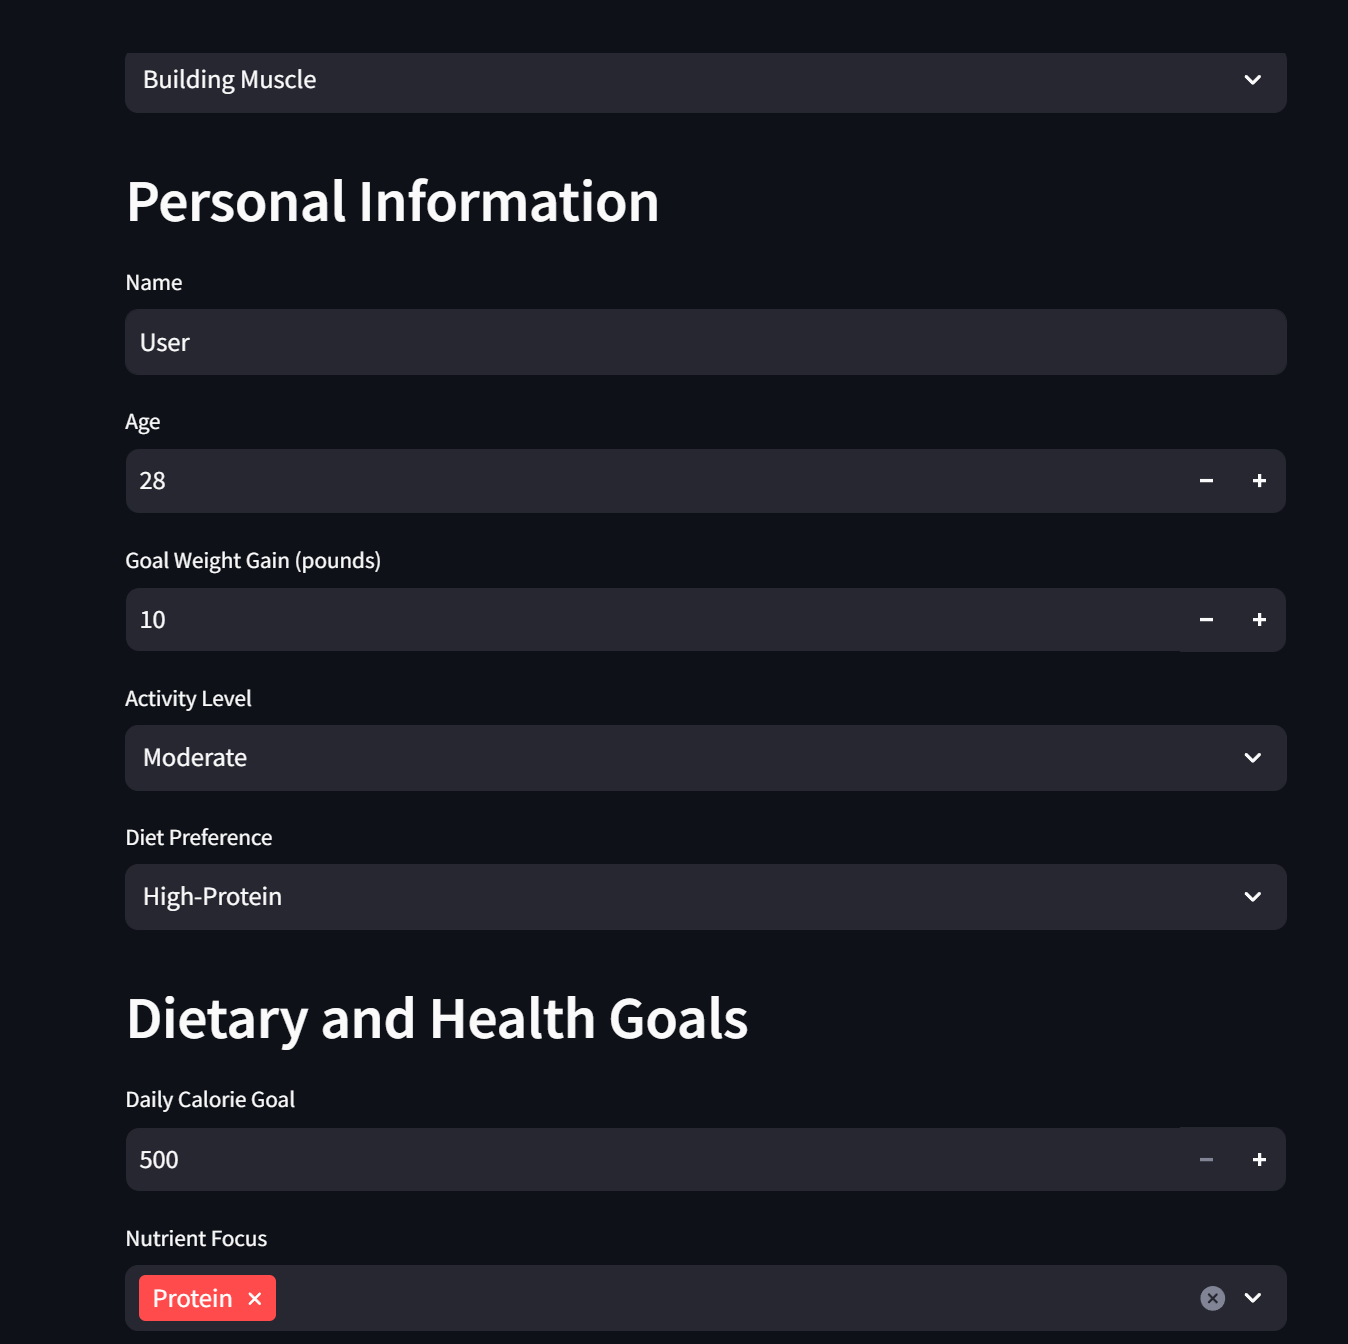 Building Muscle
Personal Information
Name
User
Age
28
Goal Weight Gain (pounds)
10
Activity Level
Moderate
Diet Preference
High-Protein
Dietary and Health Goals
Daily Calorie Goal
500
Nutrient Focus
Protein